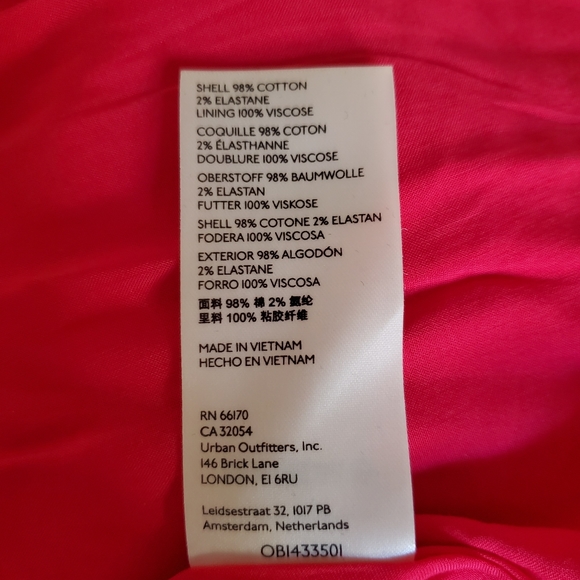 SHELL 98% COTTON
2% ELASTANE
LINING 100% VISCOSE
COQUILLE 98% COTON
2% ÉLASTHANNE
DOUBLURE 100% VISCOSE
OBERSTOFF 98% BAUMWOLLE
2% ELASTAN
FUTTER 100% VISKOSE
SHELL 98% COTONE 2% ELASTAN
FODERA 100% VISCOSA
EXTERIOR 98% ALGODÓN
2% ELASTANE
FORRO 100% VISCOSA
面料 98% 棉 2% 氨纶
里料 100% 粘胶纤维
MADE IN VIETNAM
HECHO EN VIETNAM
RN 66170
CA 32054
Urban Outfitters, Inc.
146 Brick Lane
LONDON, E1 6RU
Leidsestraat 32, 1017 PB
Amsterdam, Netherlands
OB1433501